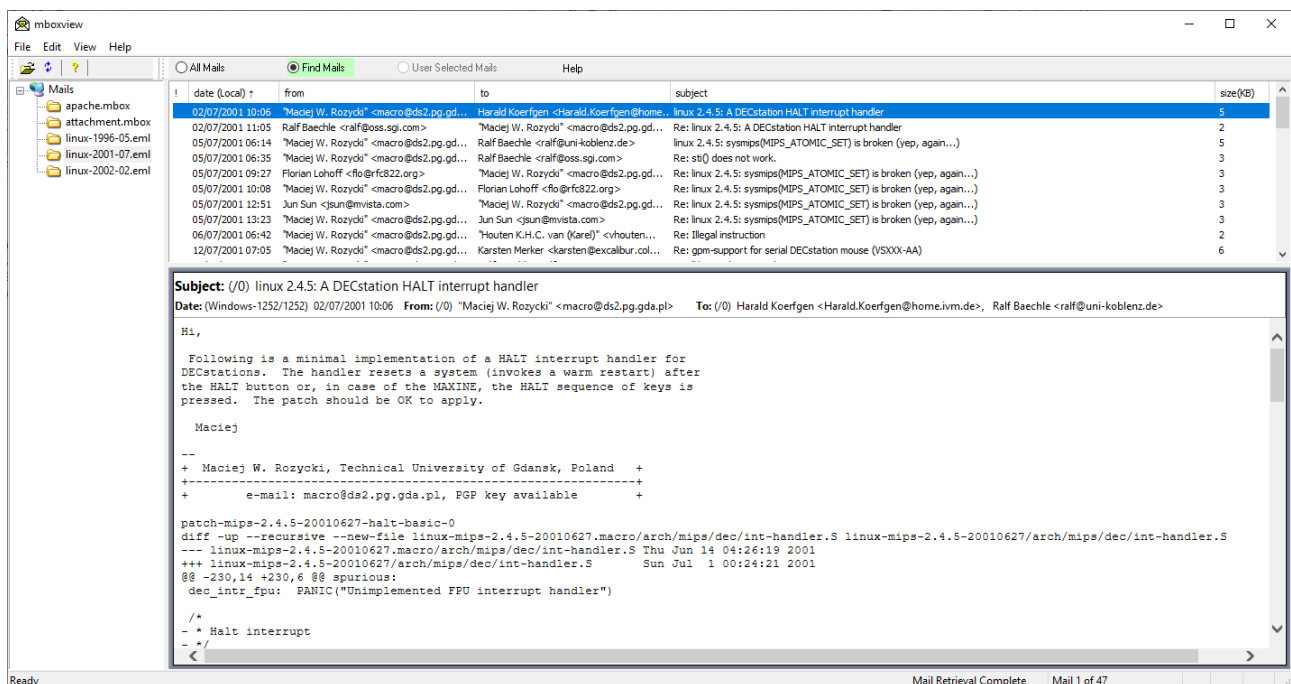 mboxview
File Edit View Help
All Mails Find Mails User Selected Mails Help
Mails
apache.mbox
attachment.mbox
linux-1996-05.eml
linux-2001-07.eml
linux-2002-02.eml
! date (Local) ↑ from to subject size(KB)
02/07/2001 10:06 "Maciej W. Rozycki" <macro@ds2.pg.gd... Harald Koerfgen <Harald.Koerfgen@home... linux 2.4.5: A DECstation HALT interrupt handler 5
02/07/2001 11:05 Ralf Baechle <ralf@oss.sgi.com> "Maciej W. Rozycki" <macro@ds2.pg.gd... Re: linux 2.4.5: A DECstation HALT interrupt handler 2
05/07/2001 06:14 "Maciej W. Rozycki" <macro@ds2.pg.gd... Ralf Baechle <ralf@uni-koblenz.de> linux 2.4.5: sysmips(MIPS_ATOMIC_SET) is broken (yep, again...) 5
05/07/2001 06:35 "Maciej W. Rozycki" <macro@ds2.pg.gd... Ralf Baechle <ralf@oss.sgi.com> Re: sti() does not work. 3
05/07/2001 09:27 Florian Lohoff <flo@rfc822.org> "Maciej W. Rozycki" <macro@ds2.pg.gd... Re: linux 2.4.5: sysmips(MIPS_ATOMIC_SET) is broken (yep, again...) 3
05/07/2001 10:08 "Maciej W. Rozycki" <macro@ds2.pg.gd... Florian Lohoff <flo@rfc822.org> Re: linux 2.4.5: sysmips(MIPS_ATOMIC_SET) is broken (yep, again...) 3
05/07/2001 12:51 Jun Sun <jsun@mvista.com> "Maciej W. Rozycki" <macro@ds2.pg.gd... Re: linux 2.4.5: sysmips(MIPS_ATOMIC_SET) is broken (yep, again...) 3
05/07/2001 13:23 "Maciej W. Rozycki" <macro@ds2.pg.gd... Jun Sun <jsun@mvista.com> Re: linux 2.4.5: sysmips(MIPS_ATOMIC_SET) is broken (yep, again...) 3
06/07/2001 06:42 "Maciej W. Rozycki" <macro@ds2.pg.gd... "Houten K.H.C. van (Karel)" <vhouten... Re: Illegal instruction 2
12/07/2001 07:05 "Maciej W. Rozycki" <macro@ds2.pg.gd... Karsten Merker <karsten@excalibur.col... Re: gpm-support for serial DECstation mouse (VSXXX-AA) 6
Subject: (/0) linux 2.4.5: A DECstation HALT interrupt handler
Date: (Windows-1252/1252) 02/07/2001 10:06 From: (/0) "Maciej W. Rozycki" <macro@ds2.pg.gda.pl> To: (/0) Harald Koerfgen <Harald.Koerfgen@home.ivm.de>, Ralf Baechle <ralf@uni-koblenz.de>
Hi,
Following is a minimal implementation of a HALT interrupt handler for
DECstations. The handler resets a system (invokes a warm restart) after
the HALT button or, in case of the MAXINE, the HALT sequence of keys is
pressed. The patch should be OK to apply.
Maciej
--
+ Maciej W. Rozycki, Technical University of Gdansk, Poland +
+--------------------------------------------------------------+
+ e-mail: macro@ds2.pg.gda.pl, PGP key available +
patch-mips-2.4.5-20010627-halt-basic-0
diff -up --recursive --new-file linux-mips-2.4.5-20010627.macro/arch/mips/dec/int-handler.S linux-mips-2.4.5-20010627/arch/mips/dec/int-handler.S
--- linux-mips-2.4.5-20010627.macro/arch/mips/dec/int-handler.S Thu Jun 14 04:26:19 2001
+++ linux-mips-2.4.5-20010627/arch/mips/dec/int-handler.S Sun Jul 1 00:24:21 2001
@@ -230,14 +230,6 @@ spurious:
dec_intr_fpu: PANIC("Unimplemented FPU interrupt handler")
/*
- * Halt interrupt
- */
Ready Mail Retrieval Complete Mail 1 of 47